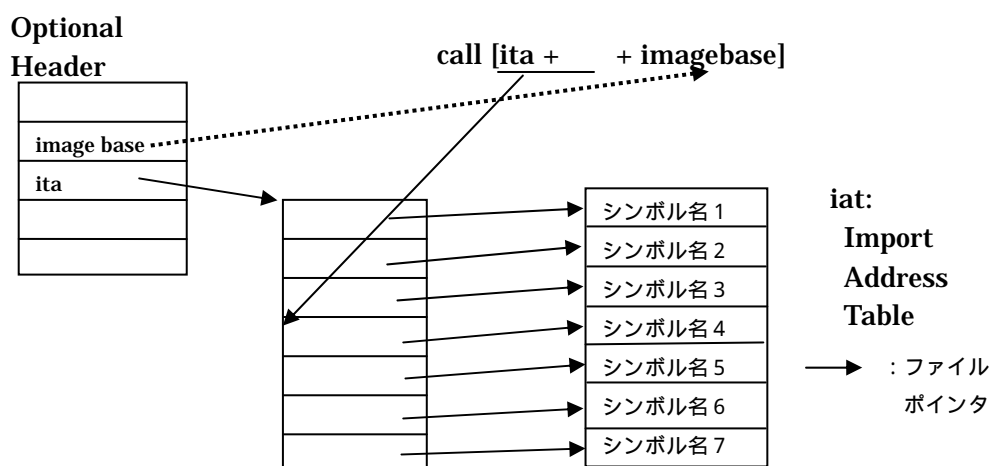 Optional
Header
call [ita + + imagebase]
image base
ita
シンボル名 1
シンボル名 2
シンボル名 3
シンボル名 4
シンボル名 5
シンボル名 6
シンボル名 7
iat:
Import
Address
Table
：ファイル
ポインタ